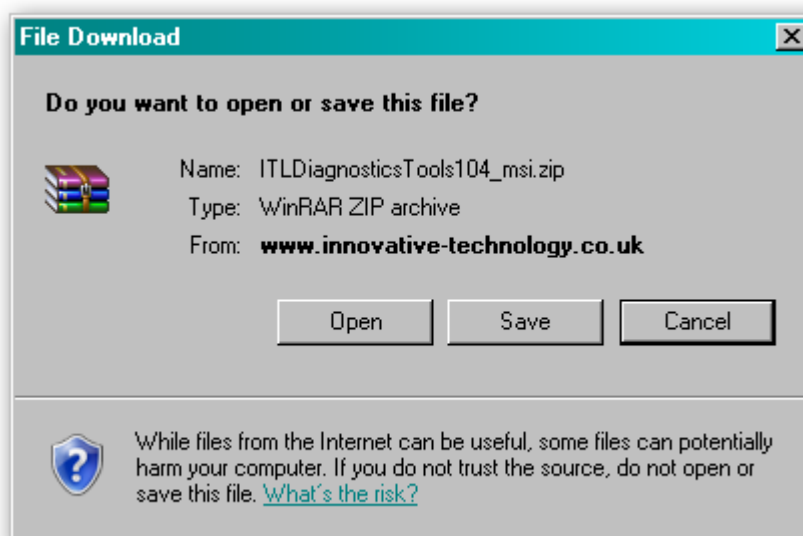 File Download
Do you want to open or save this file?
Name: ITLDiagnosticsTools104_msi.zip
Type: WinRAR ZIP archive
From: www.innovative-technology.co.uk
Open Save Cancel
While files from the Internet can be useful, some files can potentially
harm your computer. If you do not trust the source, do not open or
save this file. What's the risk?